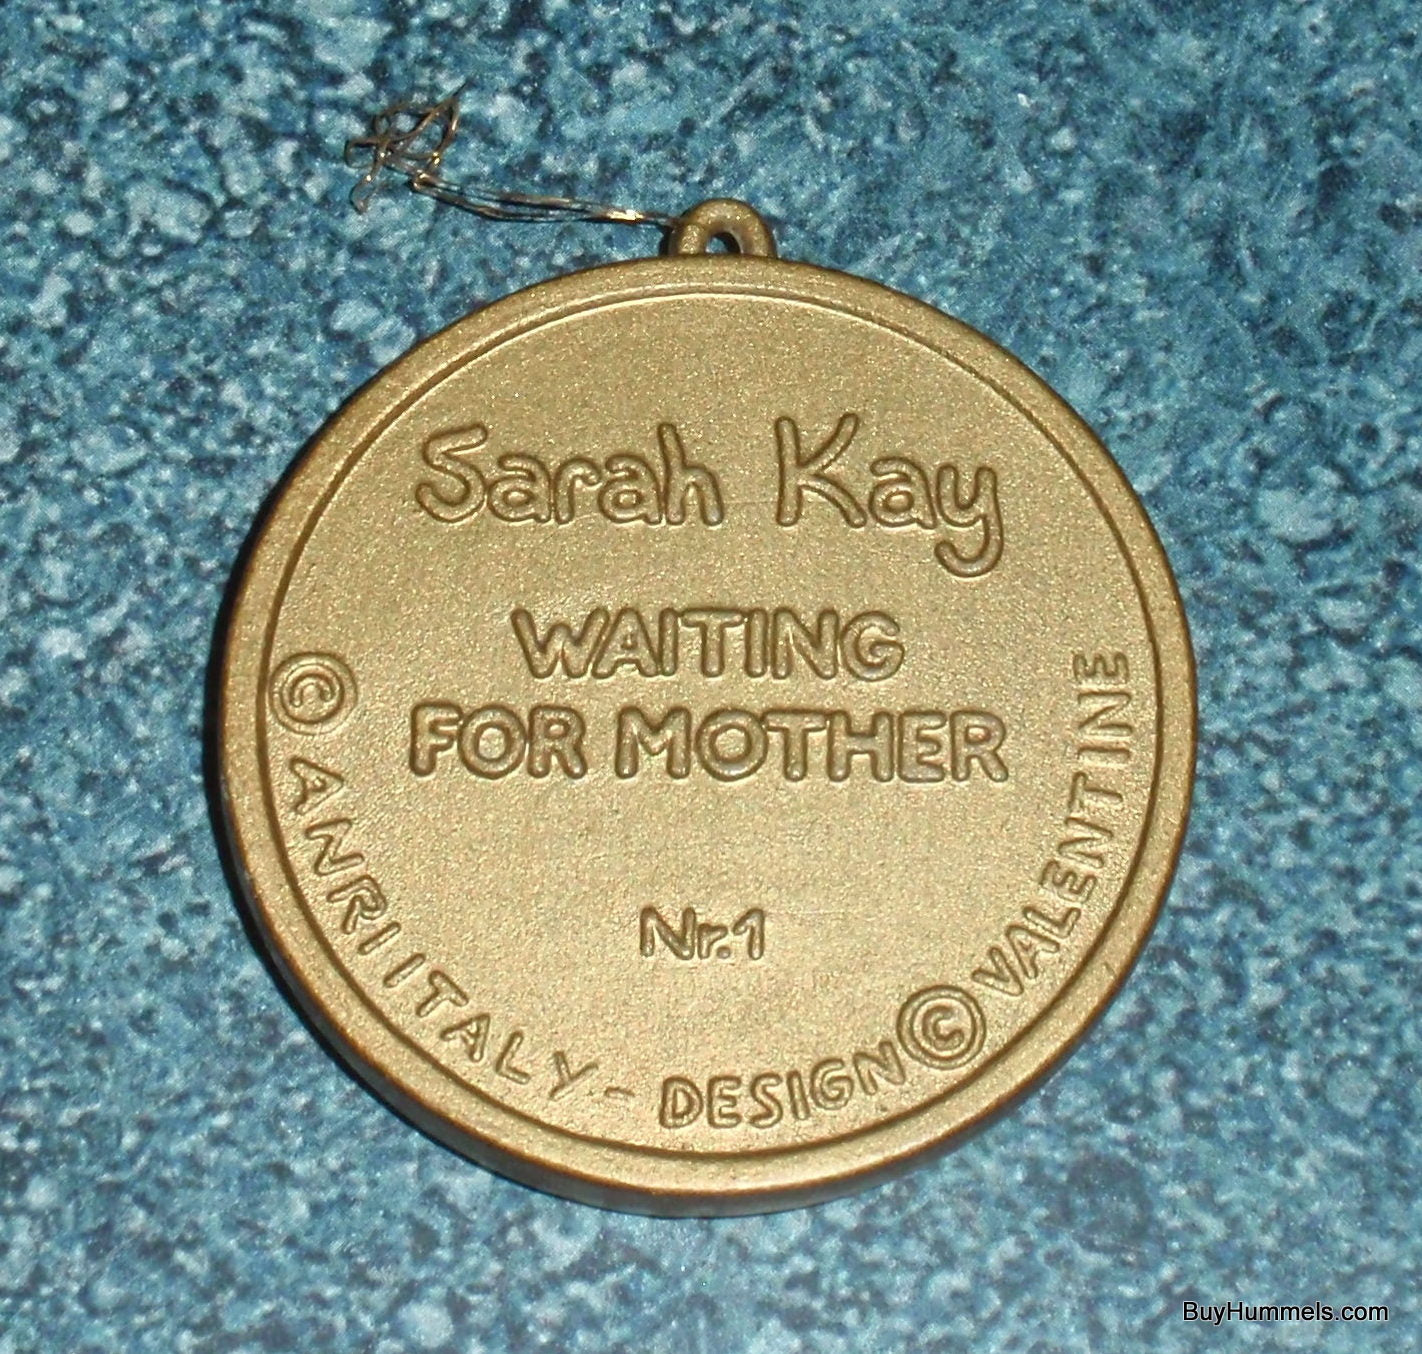 Sarah Kay
WAITING
FOR MOTHER
Nr.1
© ANRI ITALY - DESIGN © VALENTINE
BuyHummels.com